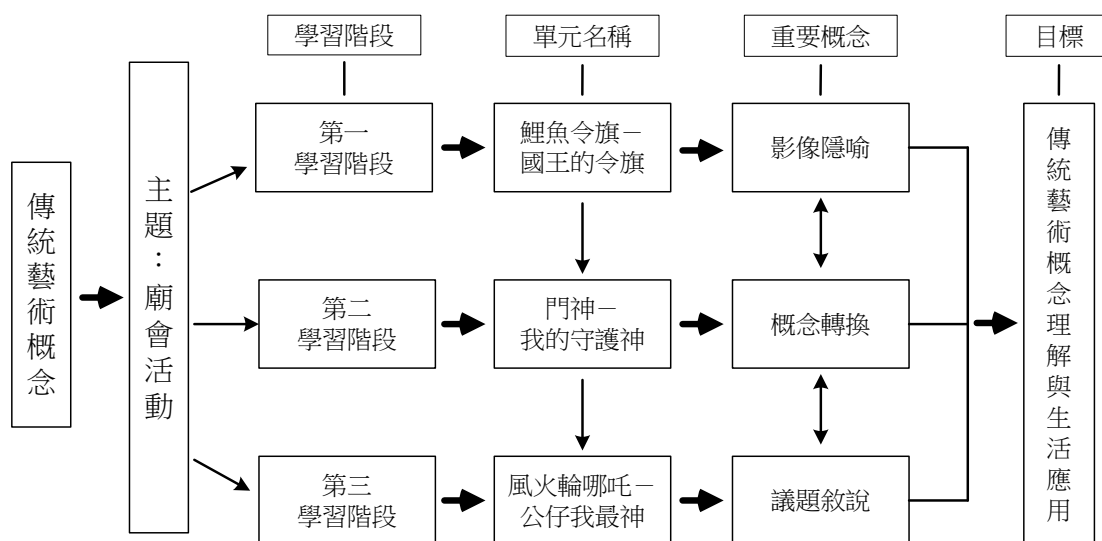 學習階段
單元名稱
重要概念
目標
傳統藝術概念
主題：廟會活動
第一
學習階段
鯉魚令旗－
國王的令旗
影像隱喻
第二
學習階段
門神－
我的守護神
概念轉換
第三
學習階段
風火輪哪吒－
公仔我最神
議題敘說
傳統藝術概念理解與生活應用